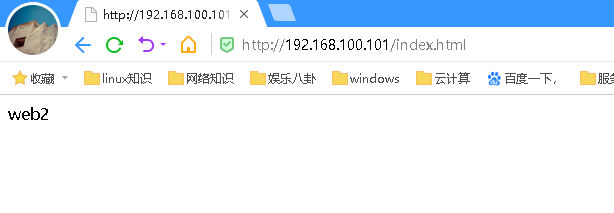 http://192.168.100.101
http://192.168.100.101/index.html
收藏 linux知识 网络知识 娱乐八卦 windows 云计算 百度一下， 服务
web2